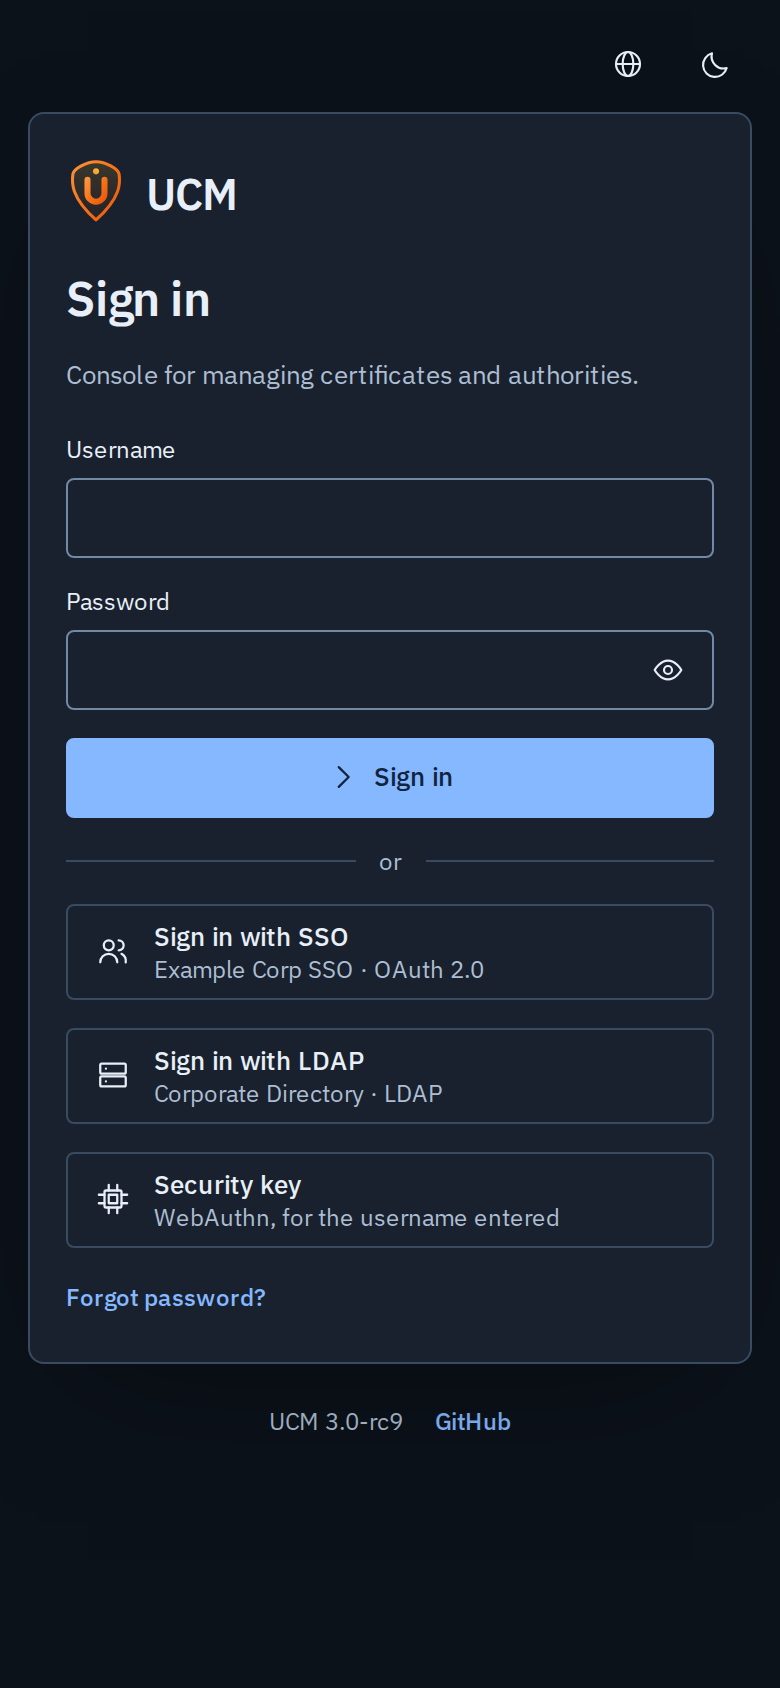 UCM
Sign in
Console for managing certificates and authorities.
Username
Password
Sign in
or
Sign in with SSO
Example Corp SSO · OAuth 2.0
Sign in with LDAP
Corporate Directory · LDAP
Security key
WebAuthn, for the username entered
Forgot password?
UCM 3.0-rc9 GitHub